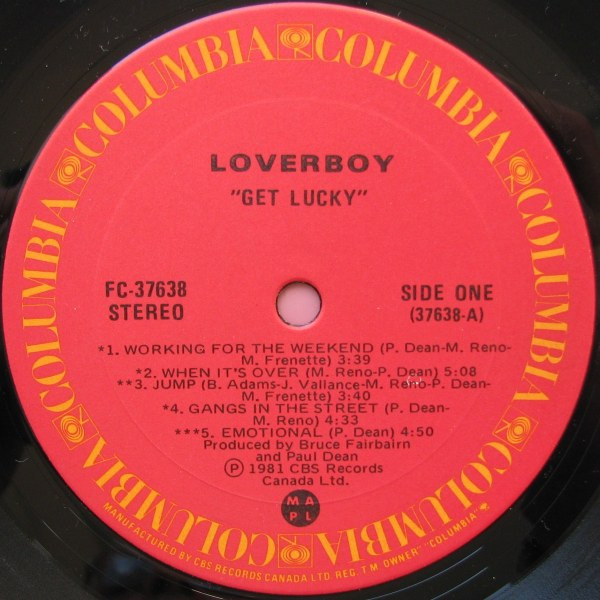 COLUMBIA COLUMBIA COLUMBIA COLUMBIA COLUMBIA COLUMBIA
LOVERBOY
"GET LUCKY"
FC-37638
STEREO
SIDE ONE
(37638-A)
*1. WORKING FOR THE WEEKEND (P. Dean-M. Reno-
M. Frenette) 3:39
*2. WHEN IT'S OVER (M. Reno-P. Dean) 5:08
**3. JUMP (B. Adams-J. Vallance-M. Reno-P. Dean-
M. Frenette) 3:40
*4. GANGS IN THE STREET (P. Dean-
M. Reno) 4:33
***5. EMOTIONAL (P. Dean) 4:50
Produced by Bruce Fairbairn
and Paul Dean
Ⓟ 1981 CBS Records
Canada Ltd.
M A
P L
MANUFACTURED BY CBS RECORDS CANADA LTD. REG. T.M. OWNER-"COLUMBIA"